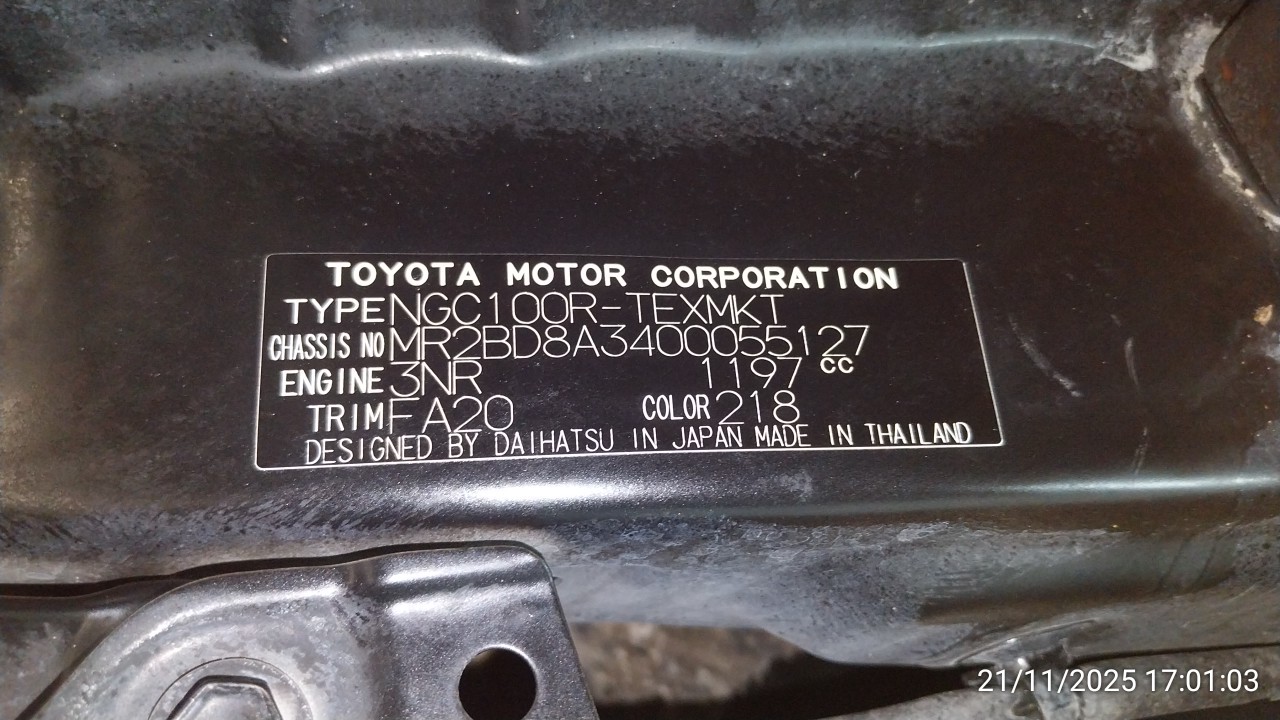 TOYOTA MOTOR CORPORATION
TYPE NGC100R-TEXMKT
CHASSIS NO MR2BD8A3400055127
ENGINE 3NR 1197 CC
TRIM FA20 COLOR 218
DESIGNED BY DAIHATSU IN JAPAN MADE IN THAILAND
21/11/2025 17:01:03